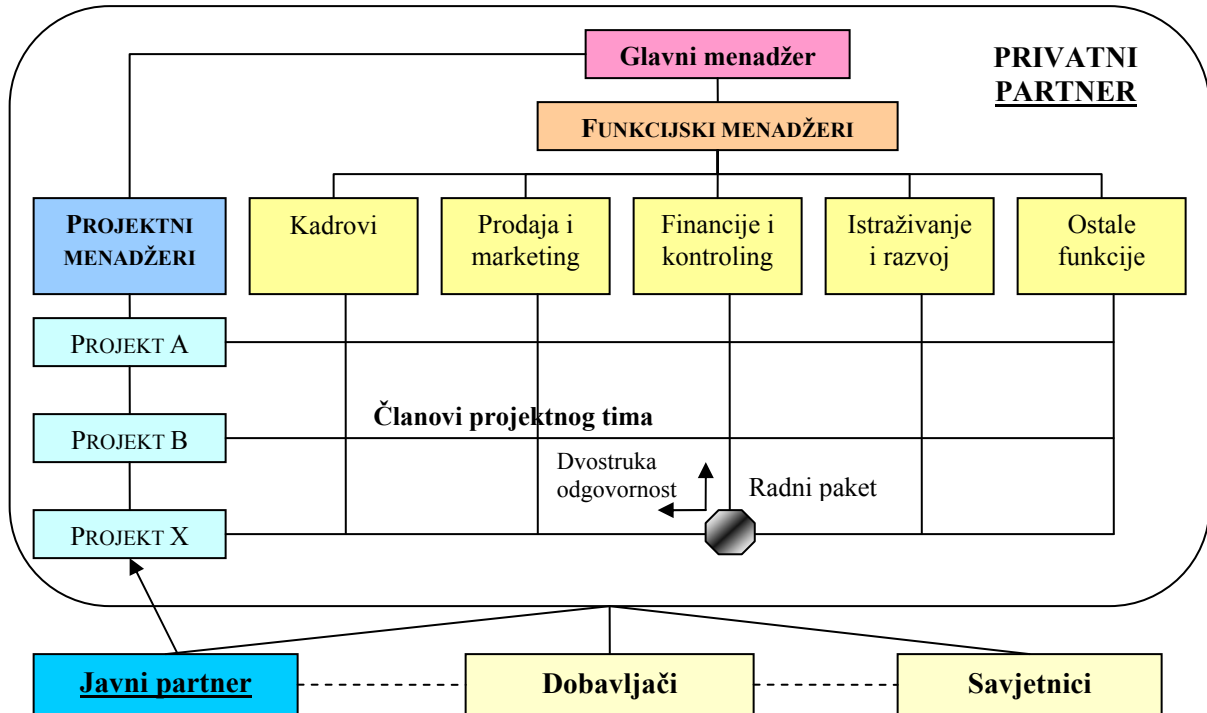 Glavni menadžer
PRIVATNI
PARTNER
FUNKCIJSKI MENADŽERI
PROJEKTNI
MENADŽERI
Kadrovi
Prodaja i
marketing
Financije i
kontroling
Istraživanje
i razvoj
Ostale
funkcije
PROJEKT A
Članovi projektnog tima
PROJEKT B
Dvostruka
odgovornost
Radni paket
PROJEKT X
Javni partner
Dobavljači
Savjetnici